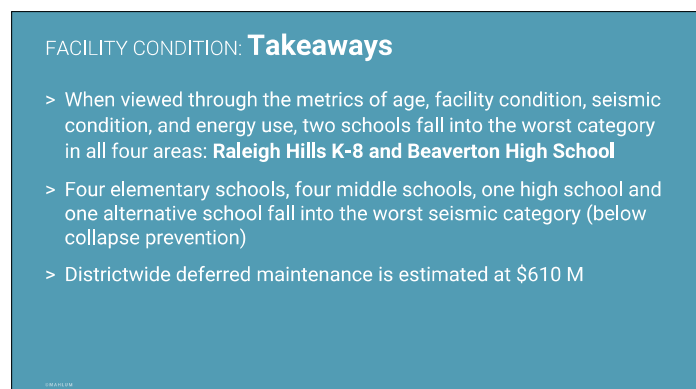 FACILITY CONDITION: Takeaways
> When viewed through the metrics of age, facility condition, seismic
condition, and energy use, two schools fall into the worst category
in all four areas: Raleigh Hills K-8 and Beaverton High School
> Four elementary schools, four middle schools, one high school and
one alternative school fall into the worst seismic category (below
collapse prevention)
> Districtwide deferred maintenance is estimated at $610 M
©MAHLUM